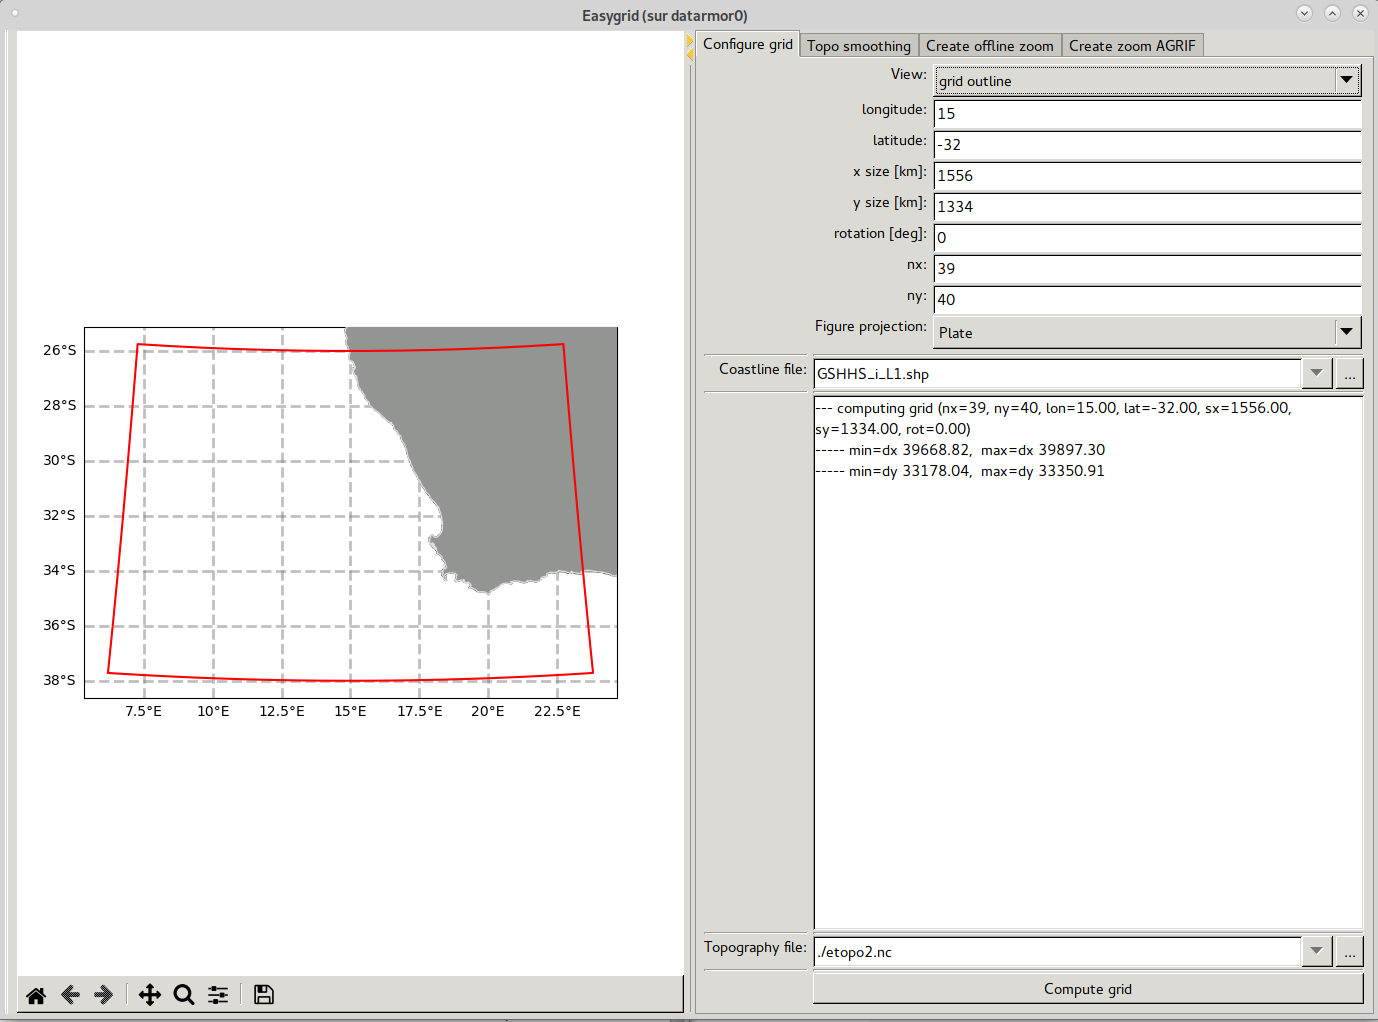 Easygrid (sur datarmor0)
Configure grid
Topo smoothing
Create offline zoom
Create zoom AGRIF
View:
grid outline
longitude:
15
latitude:
-32
x size [km]:
1556
y size [km]:
1334
rotation [deg]:
0
nx:
39
ny:
40
Figure projection:
Plate
Coastline file:
GSHHS_i_L1.shp
...
--- computing grid (nx=39, ny=40, lon=15.00, lat=-32.00, sx=1556.00,
sy=1334.00, rot=0.00)
----- min=dx 39668.82,  max=dx 39897.30
----- min=dy 33178.04,  max=dy 33350.91
Topography file:
./etopo2.nc
...
Compute grid
26°S
28°S
30°S
32°S
34°S
36°S
38°S
7.5°E
10°E
12.5°E
15°E
17.5°E
20°E
22.5°E